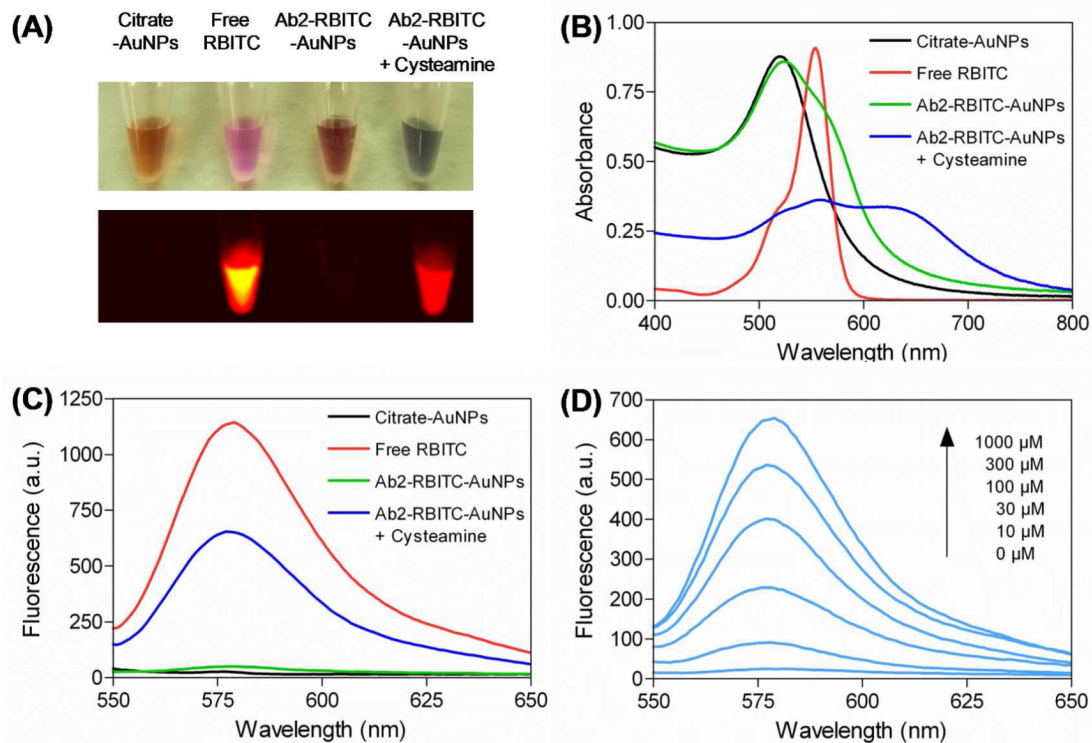 (A)
Citrate
-AuNPs
Free
RBITC
Ab2-RBITC
-AuNPs
Ab2-RBITC
-AuNPs
+ Cysteamine
(B)
Absorbance
1.00
0.75
0.50
0.25
0.00
400
500
600
700
800
Wavelength (nm)
Citrate-AuNPs
Free RBITC
Ab2-RBITC-AuNPs
Ab2-RBITC-AuNPs
+ Cysteamine
(C)
Fluorescence (a.u.)
1250
1000
750
500
250
0
550
575
600
625
650
Wavelength (nm)
Citrate-AuNPs
Free RBITC
Ab2-RBITC-AuNPs
Ab2-RBITC-AuNPs
+ Cysteamine
(D)
Fluorescence (a.u.)
700
600
500
400
300
200
100
0
550
575
600
625
650
Wavelength (nm)
1000 µM
300 µM
100 µM
30 µM
10 µM
0 µM